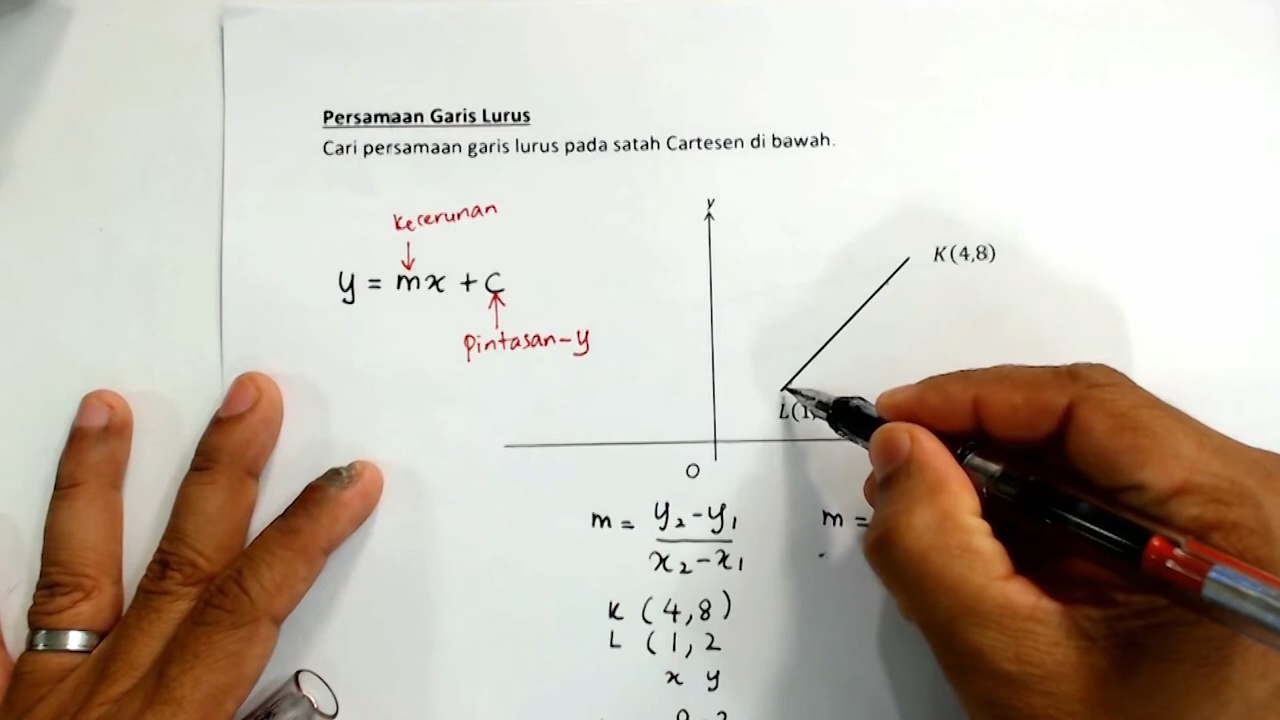 Persamaan Garis Lurus
Cari persamaan garis lurus pada satah Cartesen di bawah.
kecerunan
y = mx + c
pintasan-y
y
K(4,8)
L(1,
O
m = y₂-y₁ / x₂-x₁
m =
K (4,8)
L (1,2
x y